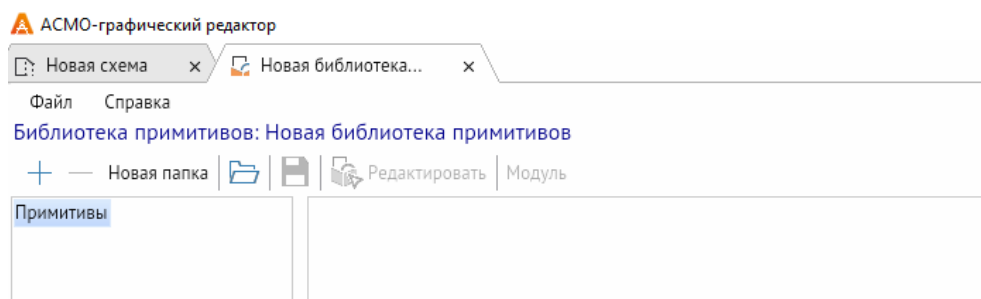 АСМО-графический редактор
Новая схема x Новая библиотека... x
Файл Справка
Библиотека примитивов: Новая библиотека примитивов
Новая папка Редактировать Модуль
Примитивы